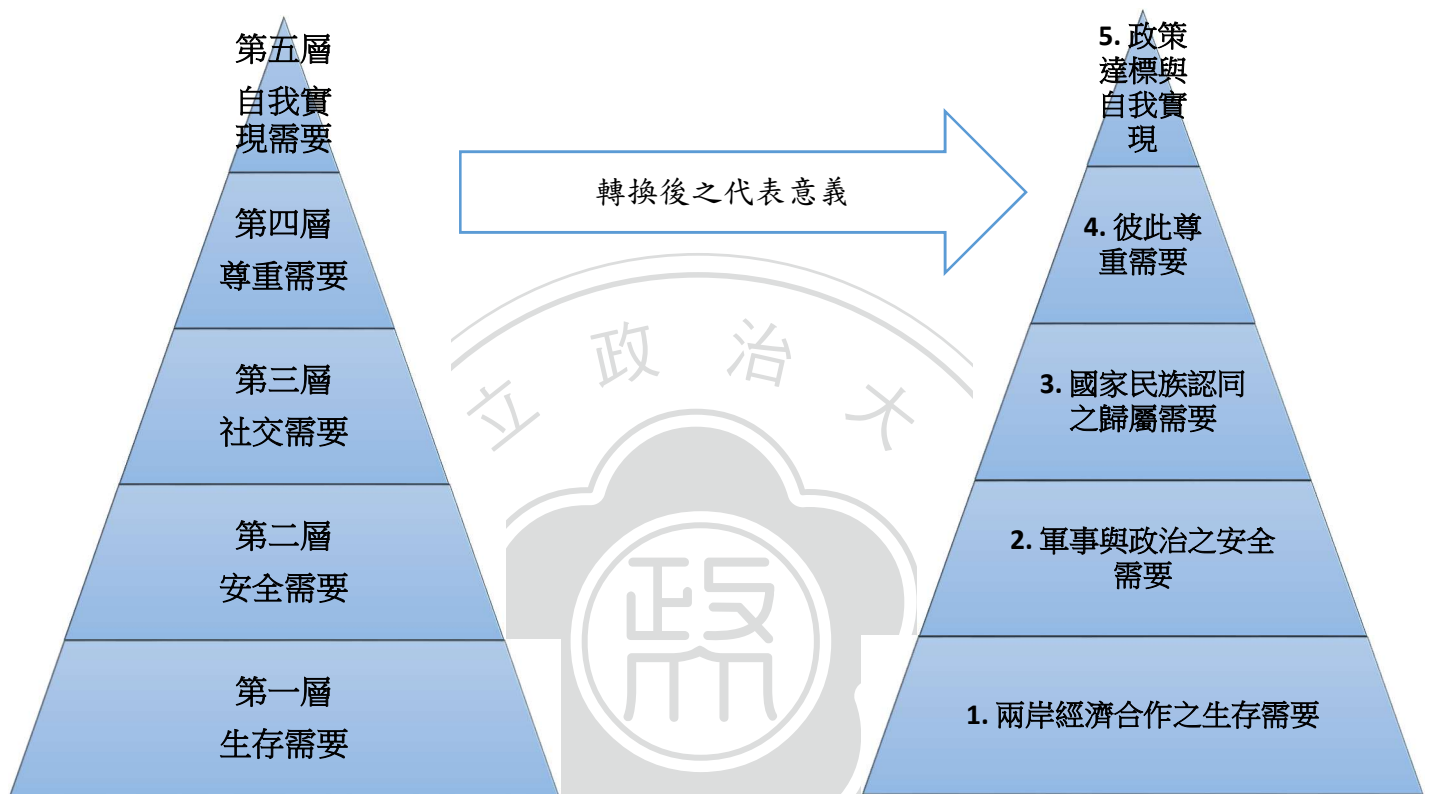 第五層
自我實
現需要
第四層
尊重需要
第三層
社交需要
第二層
安全需要
第一層
生存需要
轉換後之代表意義
5. 政策
達標與
自我實
現
4. 彼此尊
重需要
3. 國家民族認同
之歸屬需要
2. 軍事與政治之安全
需要
1. 兩岸經濟合作之生存需要
立政治大
政